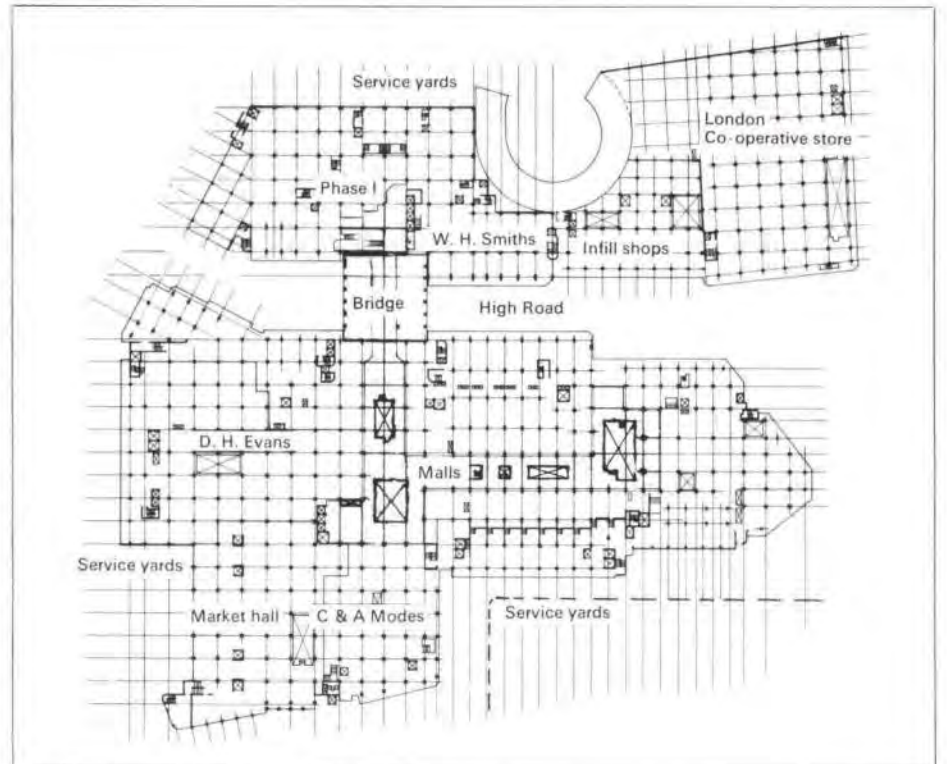 Service yards
London
Co-operative store
Phase I
W. H. Smiths
Infill shops
Bridge
High Road
D. H. Evans
Malls
Service yards
Market hall
C & A Modes
Service yards